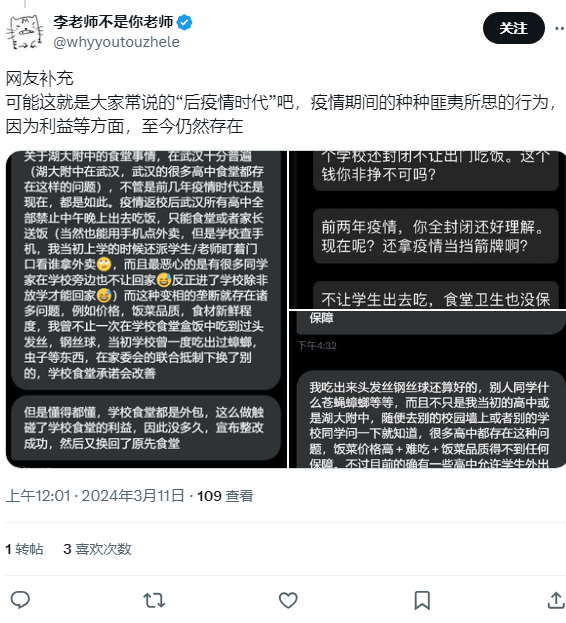 李老师不是你老师
@whyyoutouzhele
关注
网友补充
可能这就是大家常说的“后疫情时代”吧，疫情期间的种种匪夷所思的行为，
因为利益等方面，至今仍然存在
关于湖大附中的食堂事情，在武汉十分普遍
（湖大附中在武汉，武汉的很多高中食堂都存
在这样的问题），不管是前几年疫情时代还是
现在，都是如此。疫情返校后武汉所有高中全
部禁止中午晚上出去吃饭，只能食堂或者家长
送饭（当然也能用手机点外卖，但是学校查手
机，我当初上学的时候还派学生/老师盯着门
口看谁拿外卖🙄，而且最恶心的是有很多同学
家在学校旁边也不让回家😅反正进了学校除非
放学才能回家😅）而这种变相的垄断就存在诸
多问题，例如价格，饭菜品质，食材新鲜程
度，我曾不止一次在学校食堂盒饭中吃到过头
发丝，钢丝球，当初学校曾一度吃出过蟑螂，
虫子等东西，在家委会的联合抵制下换了别
的，学校食堂承诺会改善
但是懂得都懂，学校食堂都是外包，这么做触
碰了学校食堂的利益，因此没多久，宣布整改
成功，然后又换回了原先食堂
个学校还封闭不让出门吃饭。这个
钱你非挣不可吗？
前两年疫情，你全封闭还好理解。
现在呢？还拿疫情当挡箭牌啊？
不让学生出去吃，食堂卫生也没保
保障
下午4:32
我吃出来头发丝钢丝球还算好的，别人同学什
么苍蝇蟑螂等等，而且不只是我当初的高中或
是湖大附中，随便去别的校园墙上或者别的学
校同学问一下就知道，很多高中都存在这种问
题，饭菜价格高＋难吃＋饭菜品质得不到任何
保障。不过目前的确有一些高中允许学生外出
上午12:01 · 2024年3月11日 · 109 查看
1 转帖 3 喜欢次数